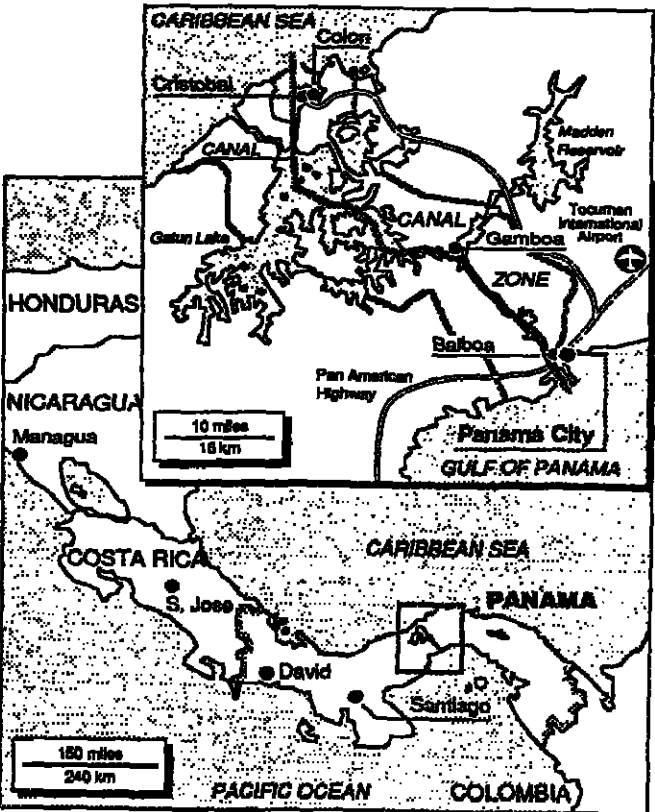 CARIBBEAN SEA
Colon
Cristobal
CANAL
Madden
Reservoir
Tocumen
International
Airport
CANAL
Gatun Lake
Gamboa
ZONE
Balboa
Pan American
Highway
10 miles
16 km
Panama City
GULF OF PANAMA
HONDURAS
NICARAGUA
Managua
COSTA RICA
S. Jose
CARIBBEAN SEA
PANAMA
David
Santiago
150 miles
240 km
PACIFIC OCEAN
COLOMBIA